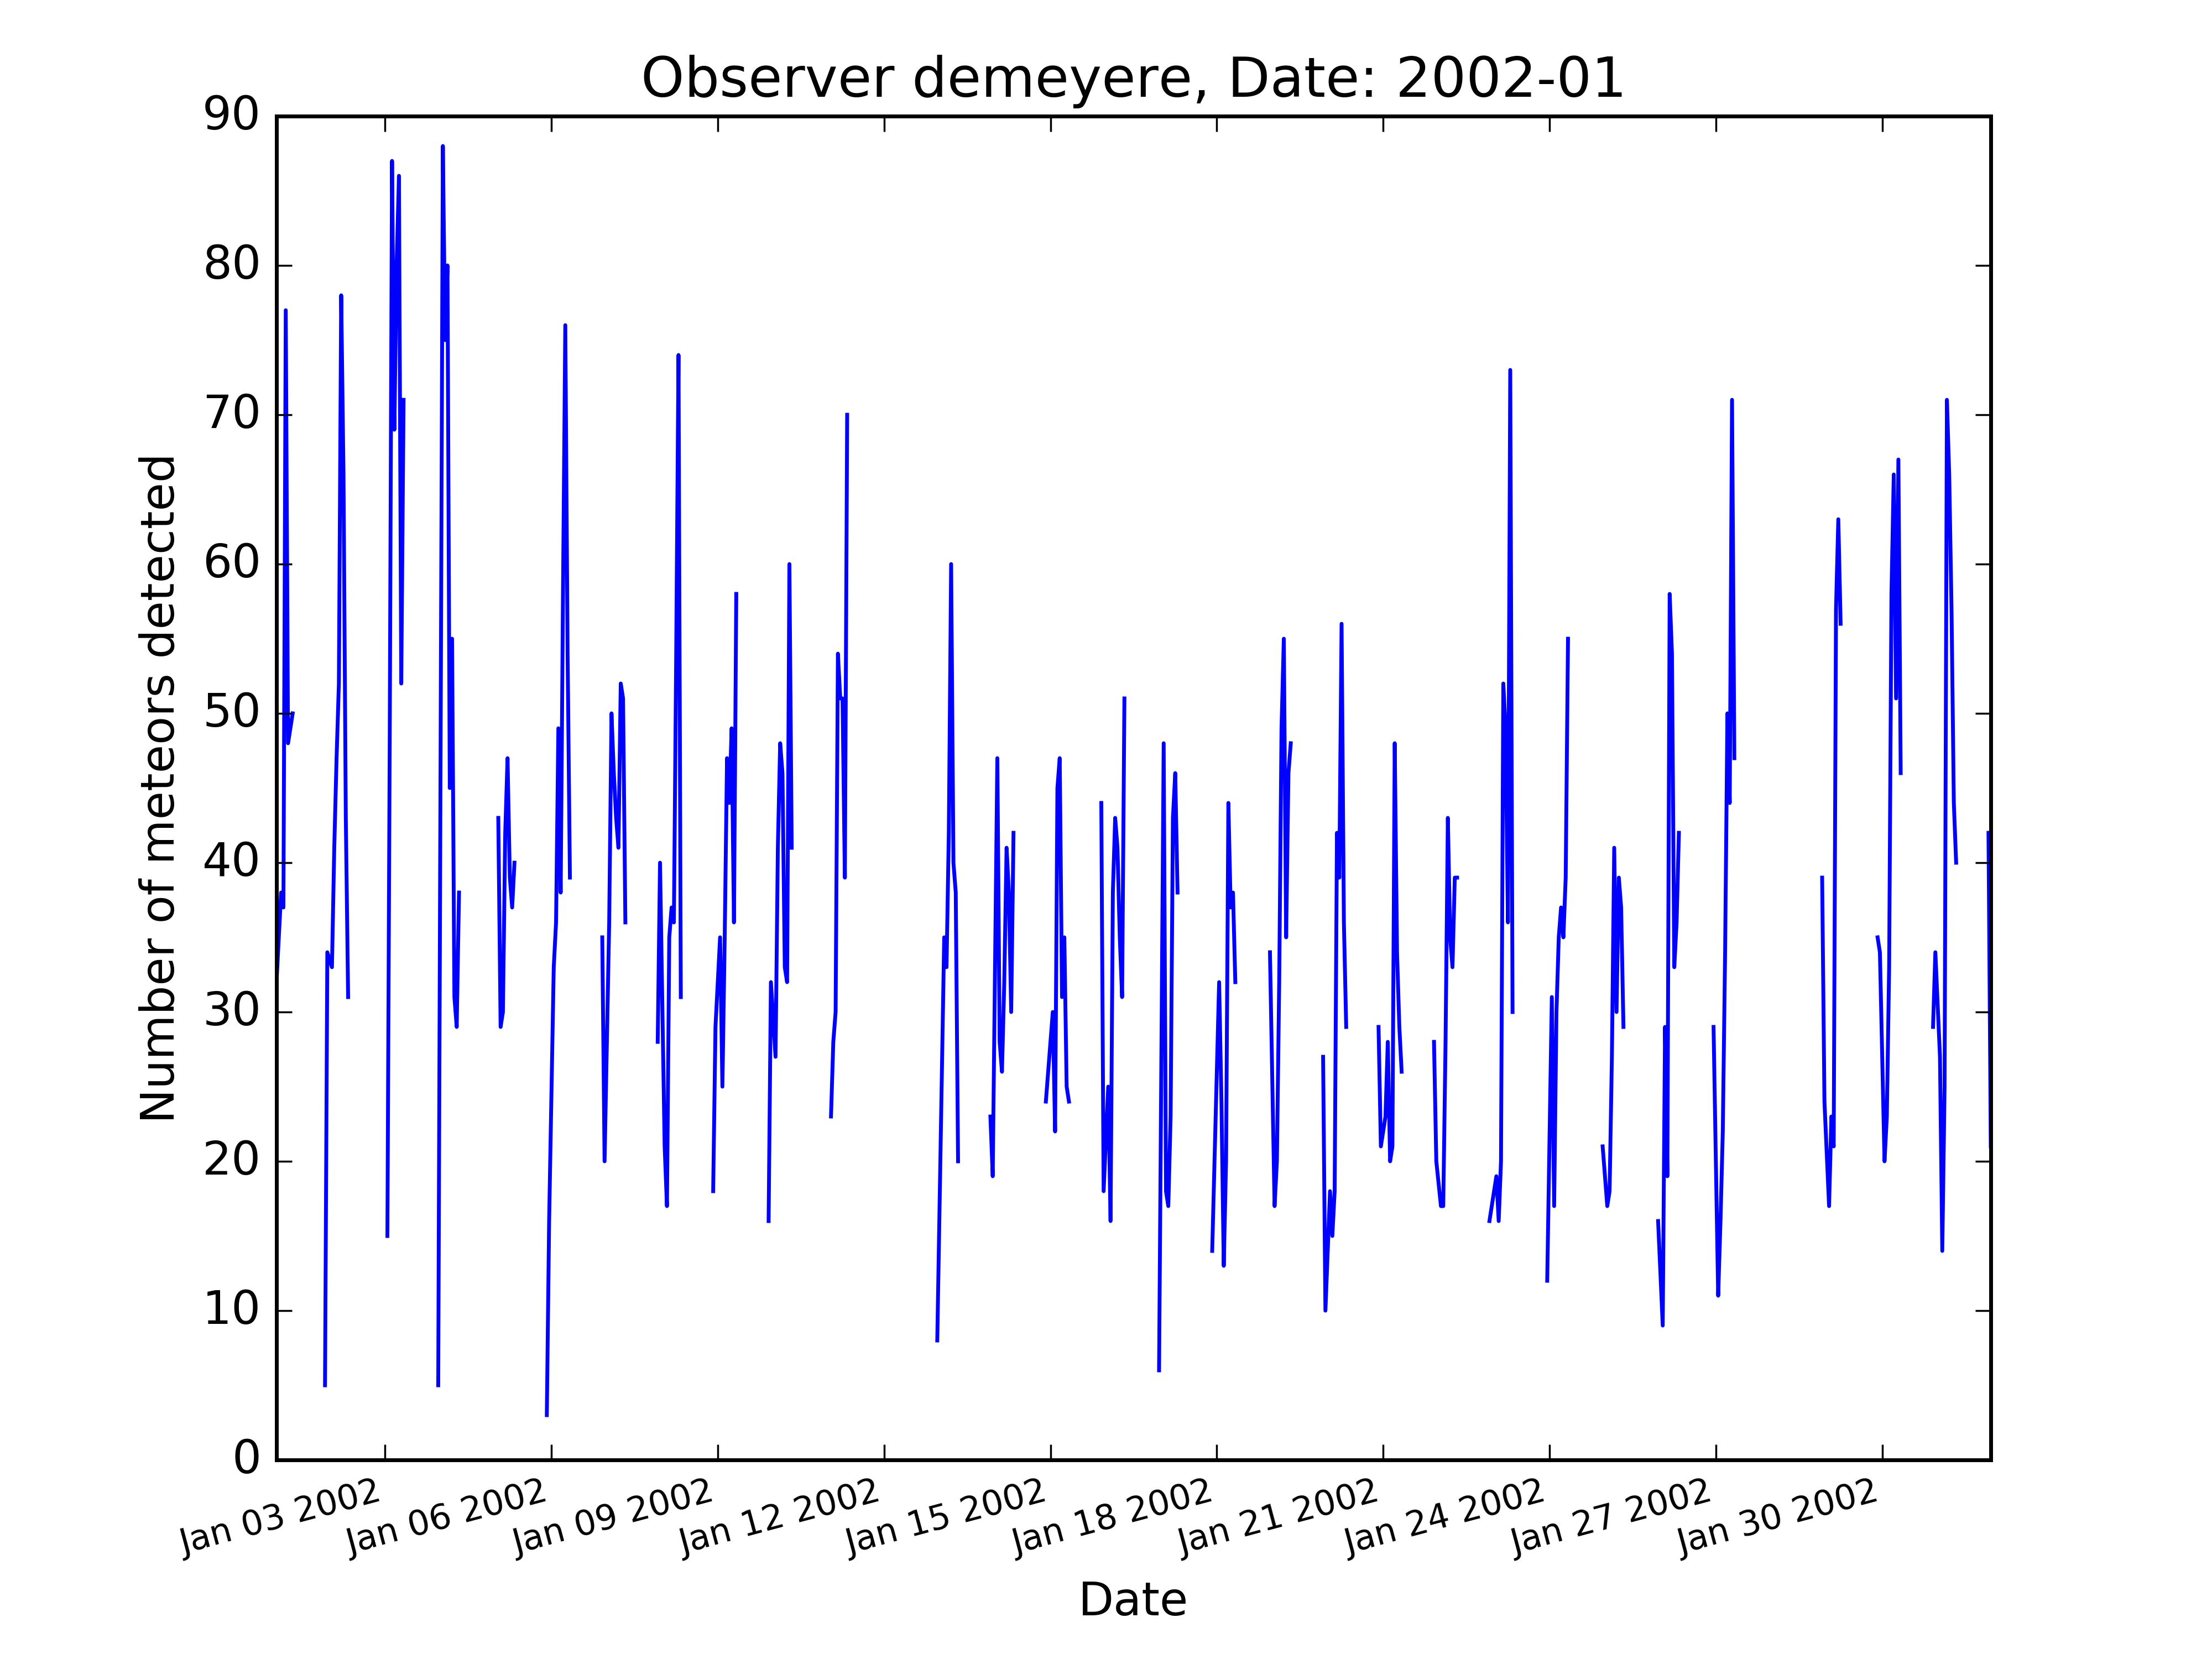 Observer demeyere, Date: 2002-01
90
80
70
60
50
40
30
20
10
0
Number of meteors detected
Jan 03 2002
Jan 06 2002
Jan 09 2002
Jan 12 2002
Jan 15 2002
Jan 18 2002
Jan 21 2002
Jan 24 2002
Jan 27 2002
Jan 30 2002
Date